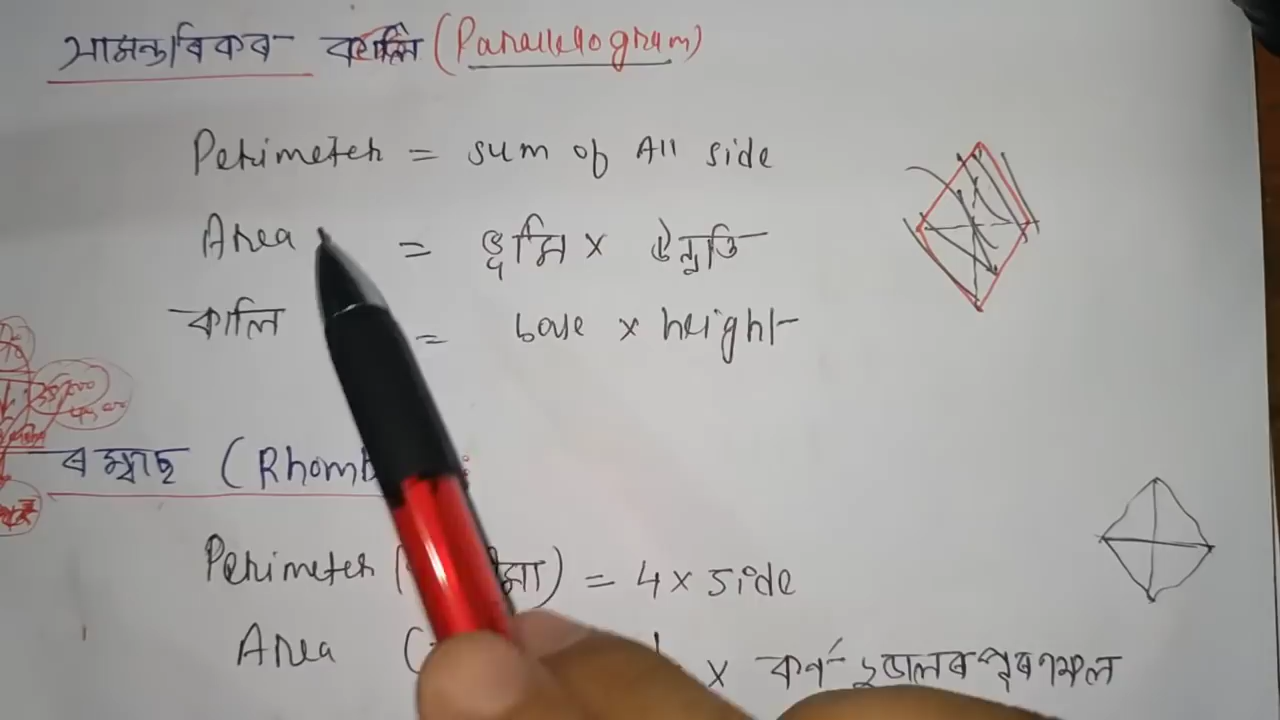 সামন্তৰিকৰ কালি (Parallelogram)
Perimeter = sum of All side
Area = ভূমি x উন্নতি
কালি = base x height
ৰম্বাছ (Rhomb
Perimeter ( সীমা) = 4 x side
Area ( x কৰ্ণ দুডালৰ পূৰণফল